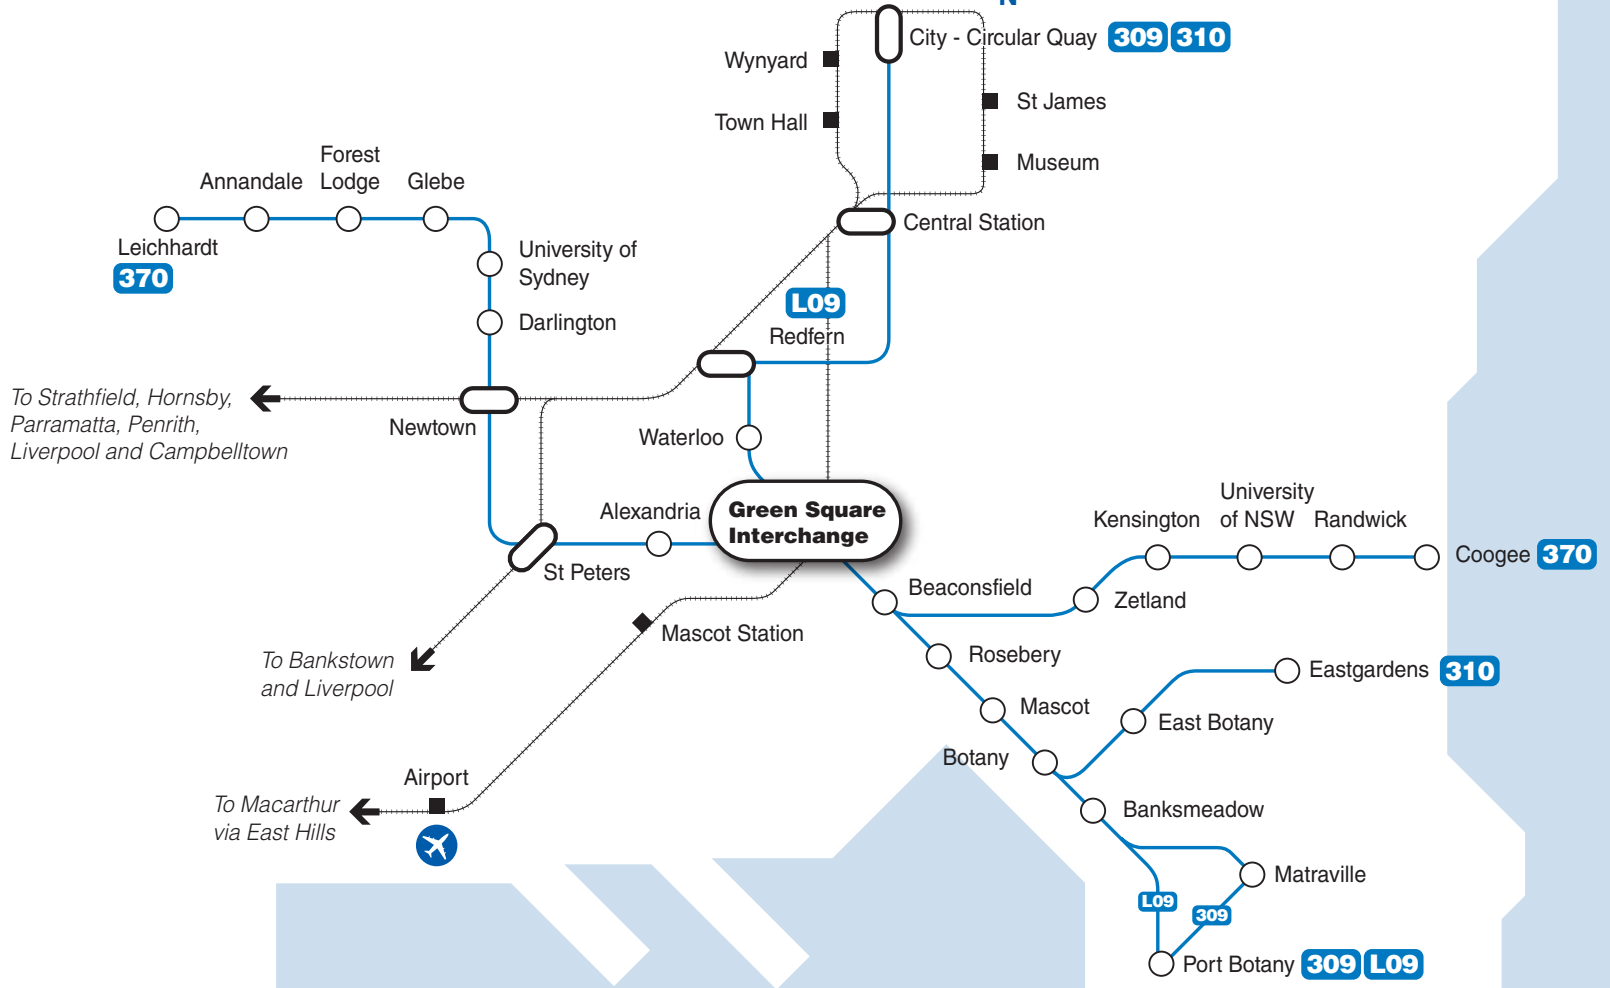 N
City - Circular Quay 309 310
Wynyard
St James
Town Hall
Museum
Forest
Annandale Lodge Glebe
Central Station
Leichhardt
370
University of
Sydney
L09
Darlington
Redfern
To Strathfield, Hornsby,
Parramatta, Penrith,
Liverpool and Campbelltown
Newtown
Waterloo
Green Square
Interchange
Alexandria
St Peters
University
Kensington of NSW Randwick
Coogee 370
Beaconsfield
Zetland
Mascot Station
Rosebery
To Bankstown
and Liverpool
Eastgardens 310
Mascot
East Botany
Botany
Airport
To Macarthur
via East Hills
Banksmeadow
Matraville
L09
309
Port Botany 309 L09